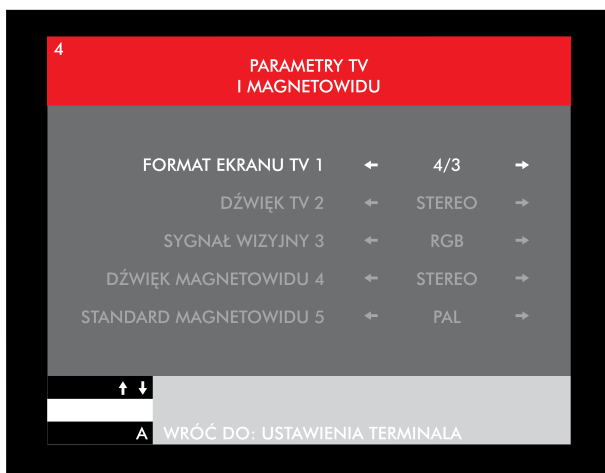 4
PARAMETRY TV
I MAGNETOWIDU
FORMAT EKRANU TV 1 ← 4/3 →
DŹWIĘK TV 2 ← STEREO →
SYGNAŁ WIZYJNY 3 ← RGB →
DŹWIĘK MAGNETOWIDU 4 ← STEREO →
STANDARD MAGNETOWIDU 5 ← PAL →
↑ ↓
A WRÓĆ DO: USTAWIENIA TERMINALA